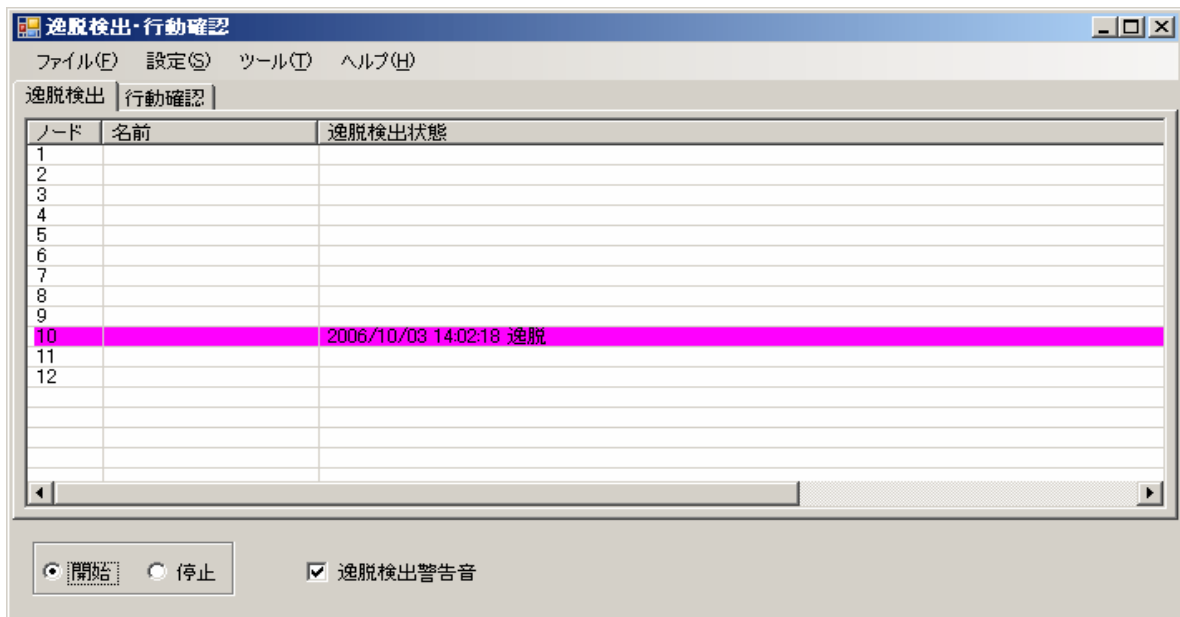 逸脱検出・行動確認
ファイル(F) 設定(S) ツール(T) ヘルプ(H)
逸脱検出 行動確認
ノード 名前 逸脱検出状態
1
2
3
4
5
6
7
8
9
10 2006/10/03 14:02:18 逸脱
11
12
開始 停止 逸脱検出警告音